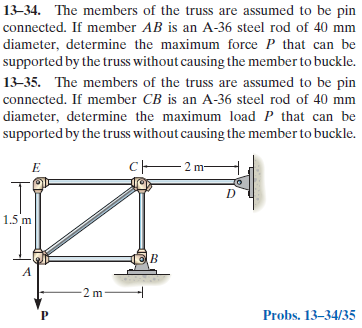 13–34. The members of the truss are assumed to be pin
connected. If member AB is an A-36 steel rod of 40 mm
diameter, determine the maximum force P that can be
supported by the truss without causing the member to buckle.
13–35. The members of the truss are assumed to be pin
connected. If member CB is an A-36 steel rod of 40 mm
diameter, determine the maximum load P that can be
supported by the truss without causing the member to buckle.
E
C
2 m
D
1.5 m
B
A
2 m
P
Probs. 13–34/35